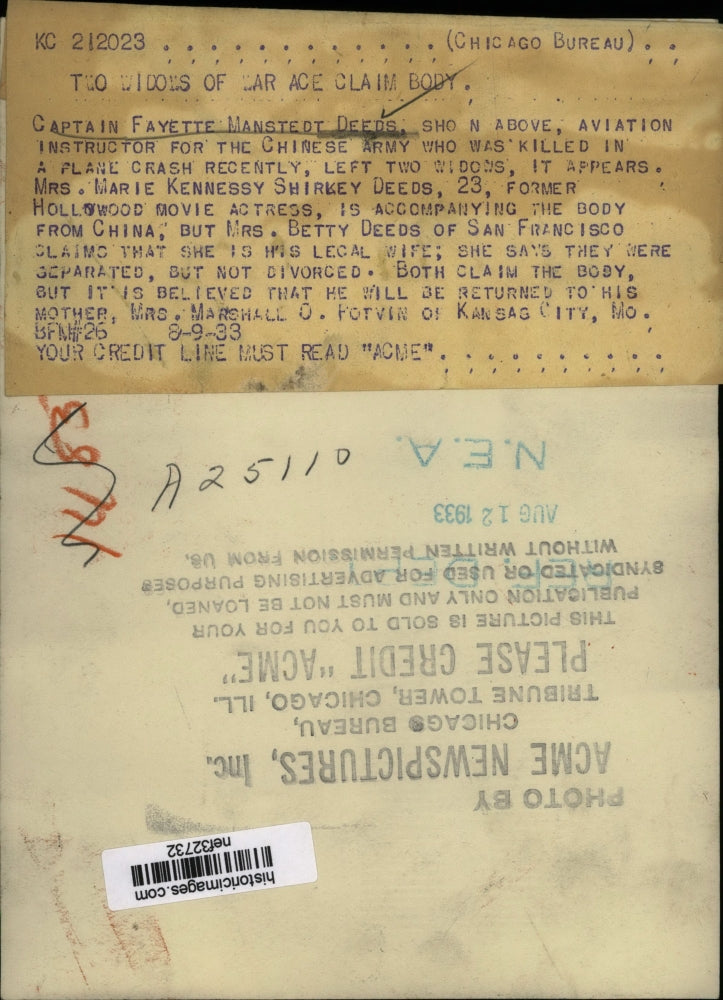 KC 212023 . . . . . . . . . . . . . (CHICAGO BUREAU) . .
TWO WIDOWS OF WAR ACE CLAIM BODY.
CAPTAIN FAYETTE MANSTEDT DEEDS, SHO N ABOVE, AVIATION
INSTRUCTOR FOR THE CHINESE ARMY WHO WAS KILLED IN
A PLANE CRASH RECENTLY, LEFT TWO WIDOWS, IT APPEARS.
MRS. MARIE KENNESSY SHIRKEY DEEDS, 23, FORMER
HOLLYWOOD MOVIE ACTRESS, IS ACCOMPANYING THE BODY
FROM CHINA, BUT MRS. BETTY DEEDS OF SAN FRANCISCO
CLAIMS THAT SHE IS HIS LEGAL WIFE; SHE SAYS THEY WERE
SEPARATED, BUT NOT DIVORCED. BOTH CLAIM THE BODY,
BUT IT IS BELIEVED THAT HE WILL BE RETURNED TO HIS
MOTHER, MRS. MARSHALL O. POTVIN OF KANSAS CITY, MO.
BFN#26 8-9-33
YOUR CREDIT LINE MUST READ "ACME". . . . . . . . . . .
A25110
N.E.A.
AUG 12 1933
PHOTO BY
ACME NEWSPICTURES, Inc.
CHICAGO BUREAU,
TRIBUNE TOWER, CHICAGO, ILL.
PLEASE CREDIT "ACME"
THIS PICTURE IS SOLD TO YOU FOR YOUR
PUBLICATION ONLY AND MUST NOT BE LOANED,
SYNDICATED OR USED FOR ADVERTISING PURPOSES
WITHOUT WRITTEN PERMISSION FROM US.
historicimages.com
nef32732